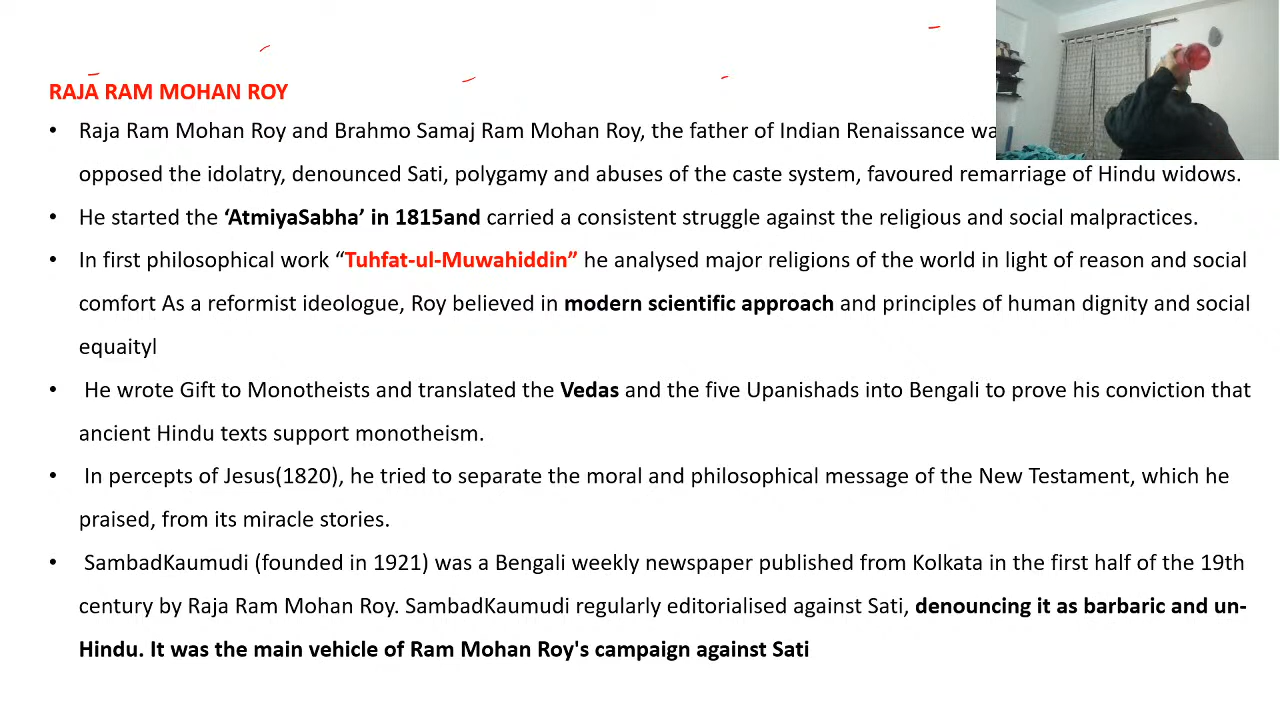 RAJA RAM MOHAN ROY
• Raja Ram Mohan Roy and Brahmo Samaj Ram Mohan Roy, the father of Indian Renaissance
opposed the idolatry, denounced Sati, polygamy and abuses of the caste system, favoured remarriage of Hindu widows.
• He started the ‘AtmiyaSabha’ in 1815and carried a consistent struggle against the religious and social malpractices.
• In first philosophical work “Tuhfat-ul-Muwahiddin” he analysed major religions of the world in light of reason and social
comfort As a reformist ideologue, Roy believed in modern scientific approach and principles of human dignity and social
equaityl
• He wrote Gift to Monotheists and translated the Vedas and the five Upanishads into Bengali to prove his conviction that
ancient Hindu texts support monotheism.
• In percepts of Jesus(1820), he tried to separate the moral and philosophical message of the New Testament, which he
praised, from its miracle stories.
• SambadKaumudi (founded in 1921) was a Bengali weekly newspaper published from Kolkata in the first half of the 19th
century by Raja Ram Mohan Roy. SambadKaumudi regularly editorialised against Sati, denouncing it as barbaric and un-
Hindu. It was the main vehicle of Ram Mohan Roy's campaign against Sati